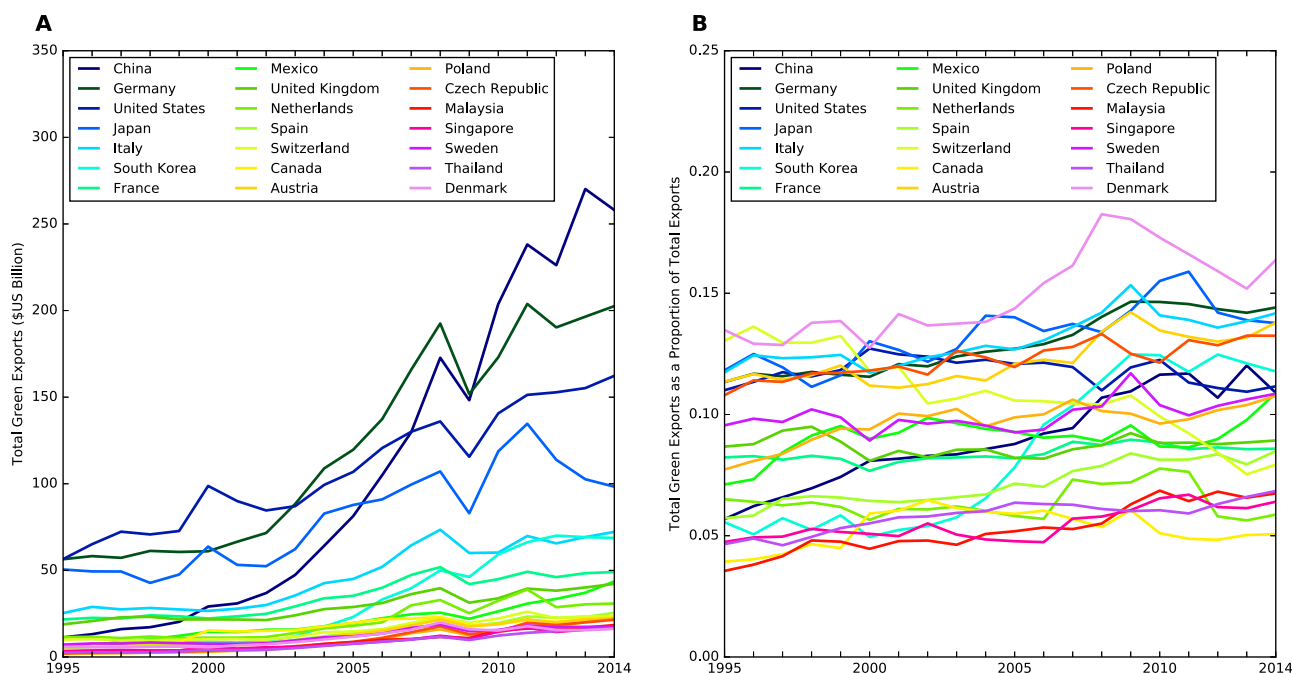 A
Total Green Exports ($US Billion)
350
300
250
200
150
100
50
0
China
Germany
United States
Japan
Italy
South Korea
France
Mexico
United Kingdom
Netherlands
Spain
Switzerland
Canada
Austria
Poland
Czech Republic
Malaysia
Singapore
Sweden
Thailand
Denmark
1995 2000 2005 2010 2014
B
Total Green Exports as a Proportion of Total Exports
0.25
0.20
0.15
0.10
0.05
0.00
China
Germany
United States
Japan
Italy
South Korea
France
Mexico
United Kingdom
Netherlands
Spain
Switzerland
Canada
Austria
Poland
Czech Republic
Malaysia
Singapore
Sweden
Thailand
Denmark
1995 2000 2005 2010 2014